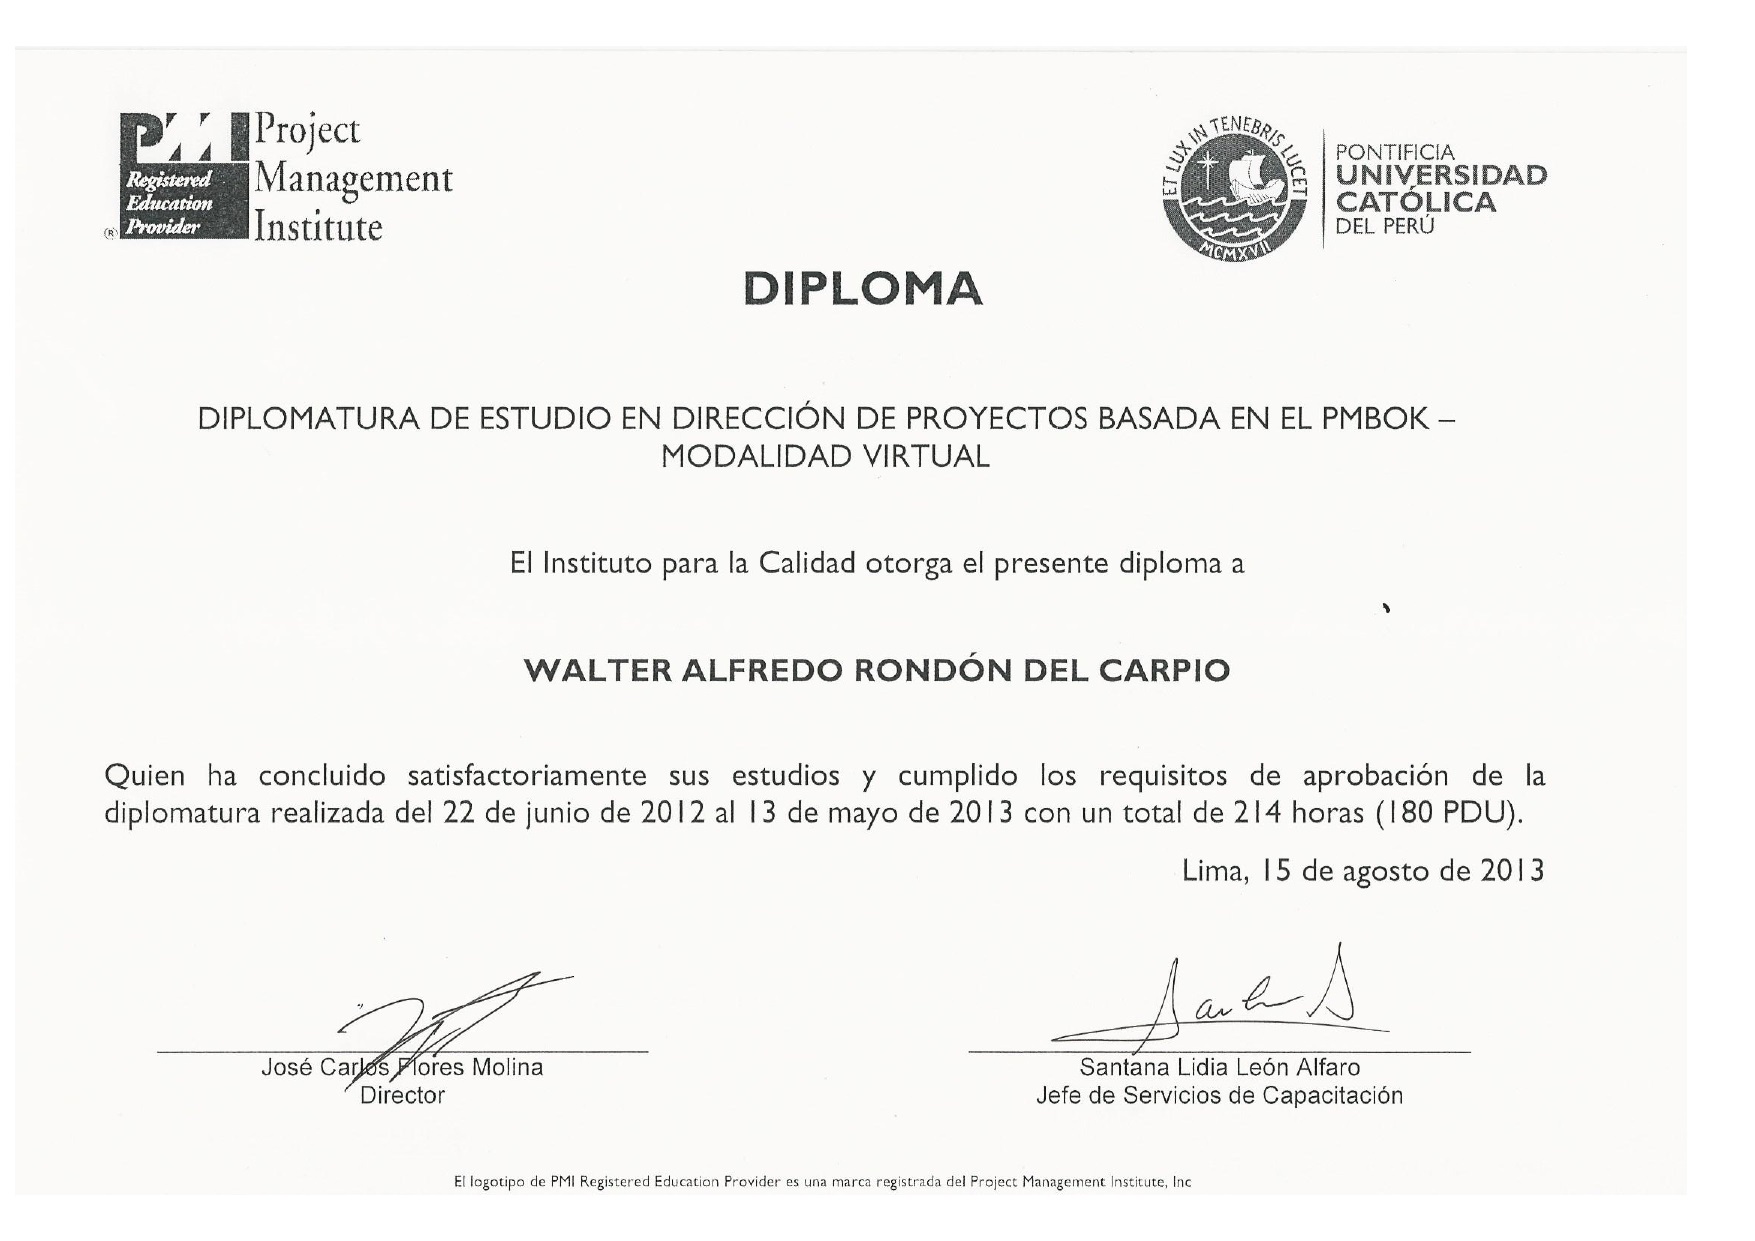 PMI Project
Management
Institute
Registered
Education
Provider
®
ET LUX IN TENEBRIS LUCET
MCMXVII
PONTIFICIA
UNIVERSIDAD
CATÓLICA
DEL PERÚ
DIPLOMA
DIPLOMATURA DE ESTUDIO EN DIRECCIÓN DE PROYECTOS BASADA EN EL PMBOK –
MODALIDAD VIRTUAL
El Instituto para la Calidad otorga el presente diploma a
WALTER ALFREDO RONDÓN DEL CARPIO
Quien ha concluido satisfactoriamente sus estudios y cumplido los requisitos de aprobación de la
diplomatura realizada del 22 de junio de 2012 al 13 de mayo de 2013 con un total de 214 horas (180 PDU).
Lima, 15 de agosto de 2013
José Carlos Flores Molina
Director
Santana Lidia León Alfaro
Jefe de Servicios de Capacitación
El logotipo de PMI Registered Education Provider es una marca registrada del Project Management Institute, Inc